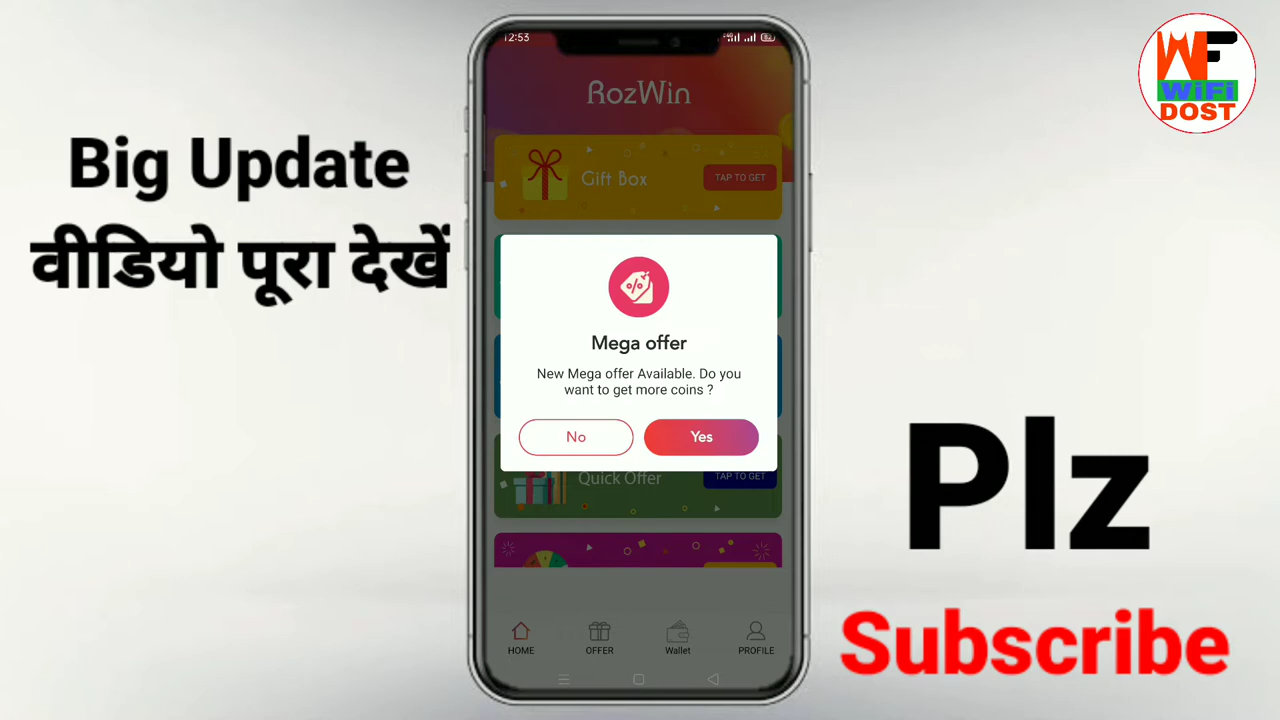 Big Update
वीडियो पूरा देखें
12:53
RozWin
Gift Box
TAP TO GET
Mega offer
New Mega offer Available. Do you
want to get more coins ?
No
Yes
Quick Offer
TAP TO GET
HOME
OFFER
Wallet
PROFILE
WF
WiFi
DOST
Plz
Subscribe